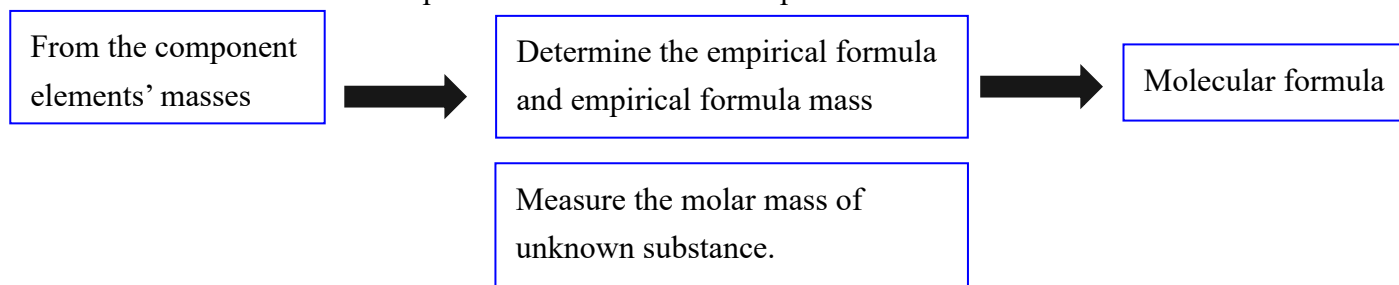 From the component
elements' masses
Determine the empirical formula
and empirical formula mass
Molecular formula
Measure the molar mass of
unknown substance.